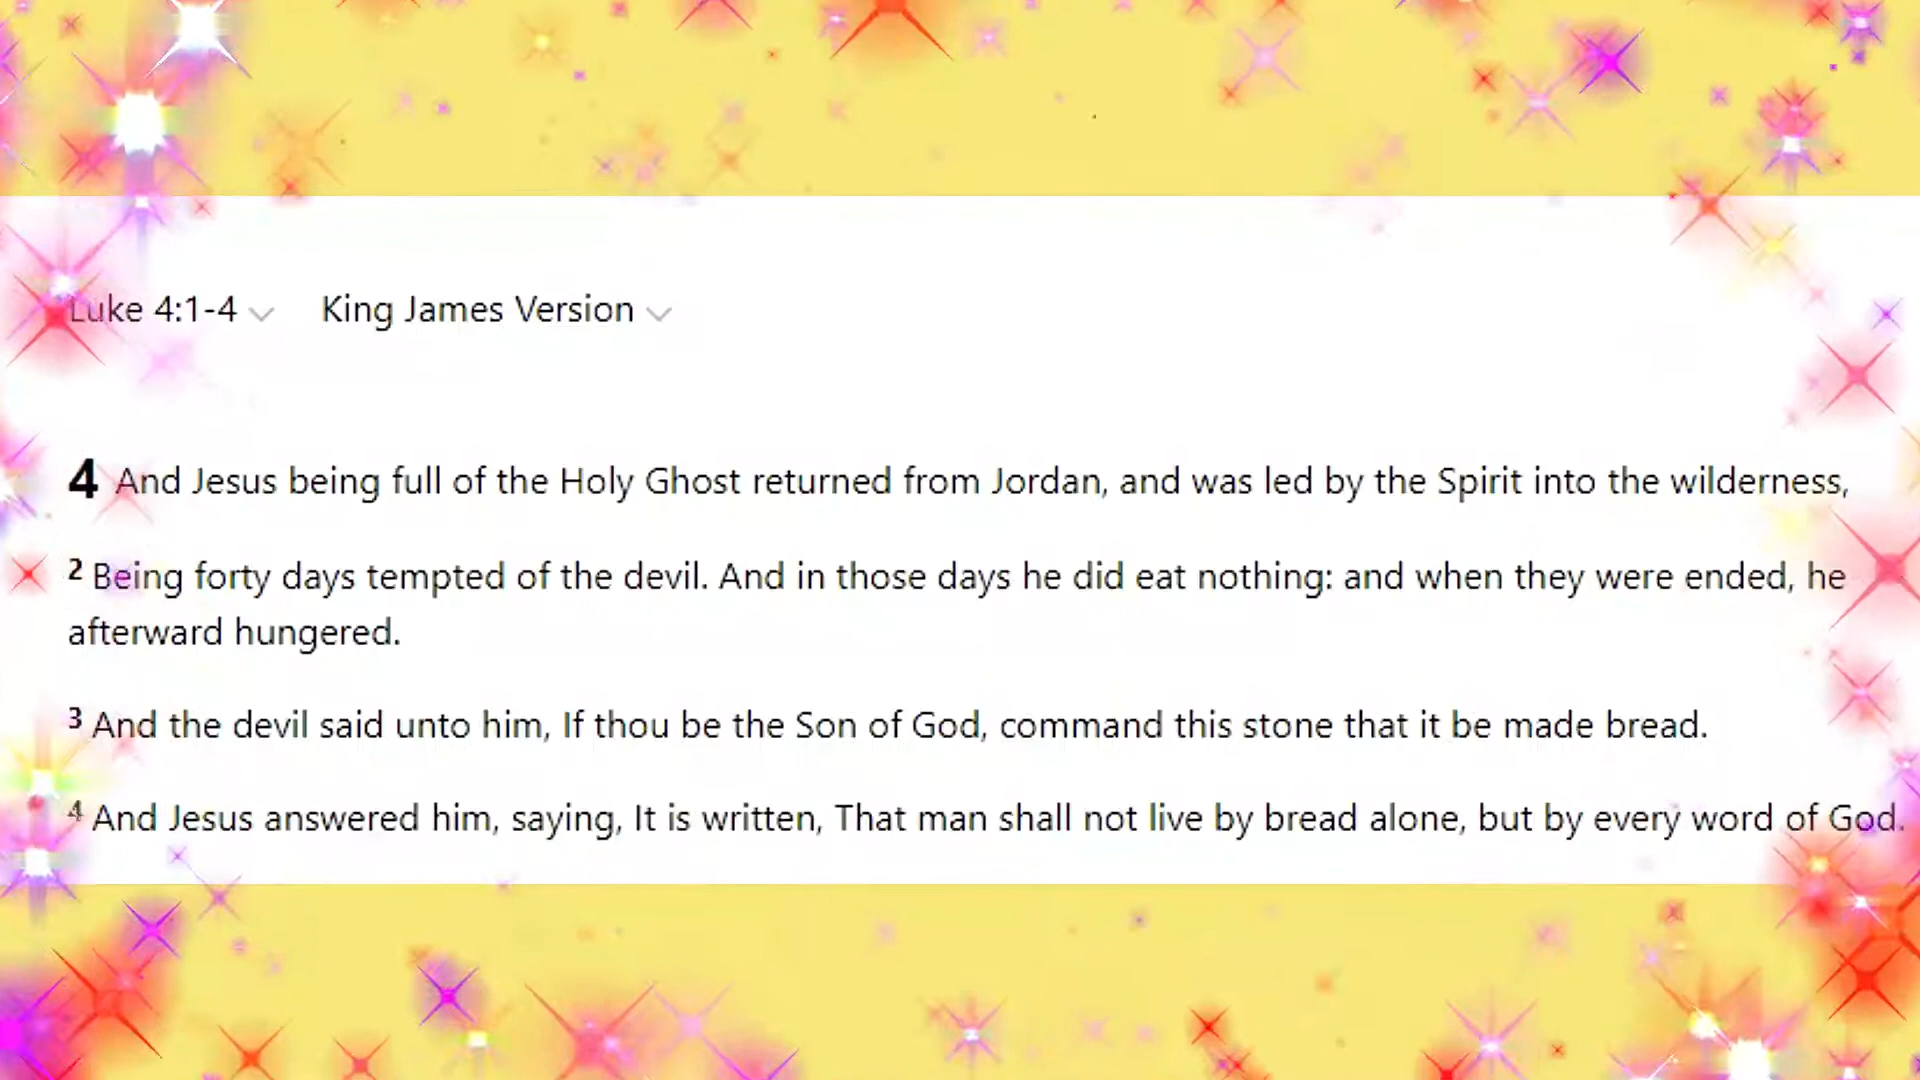 Luke 4:1-4 King James Version
4 And Jesus being full of the Holy Ghost returned from Jordan, and was led by the Spirit into the wilderness,
2 Being forty days tempted of the devil. And in those days he did eat nothing: and when they were ended, he
afterward hungered.
3 And the devil said unto him, If thou be the Son of God, command this stone that it be made bread.
4 And Jesus answered him, saying, It is written, That man shall not live by bread alone, but by every word of God.